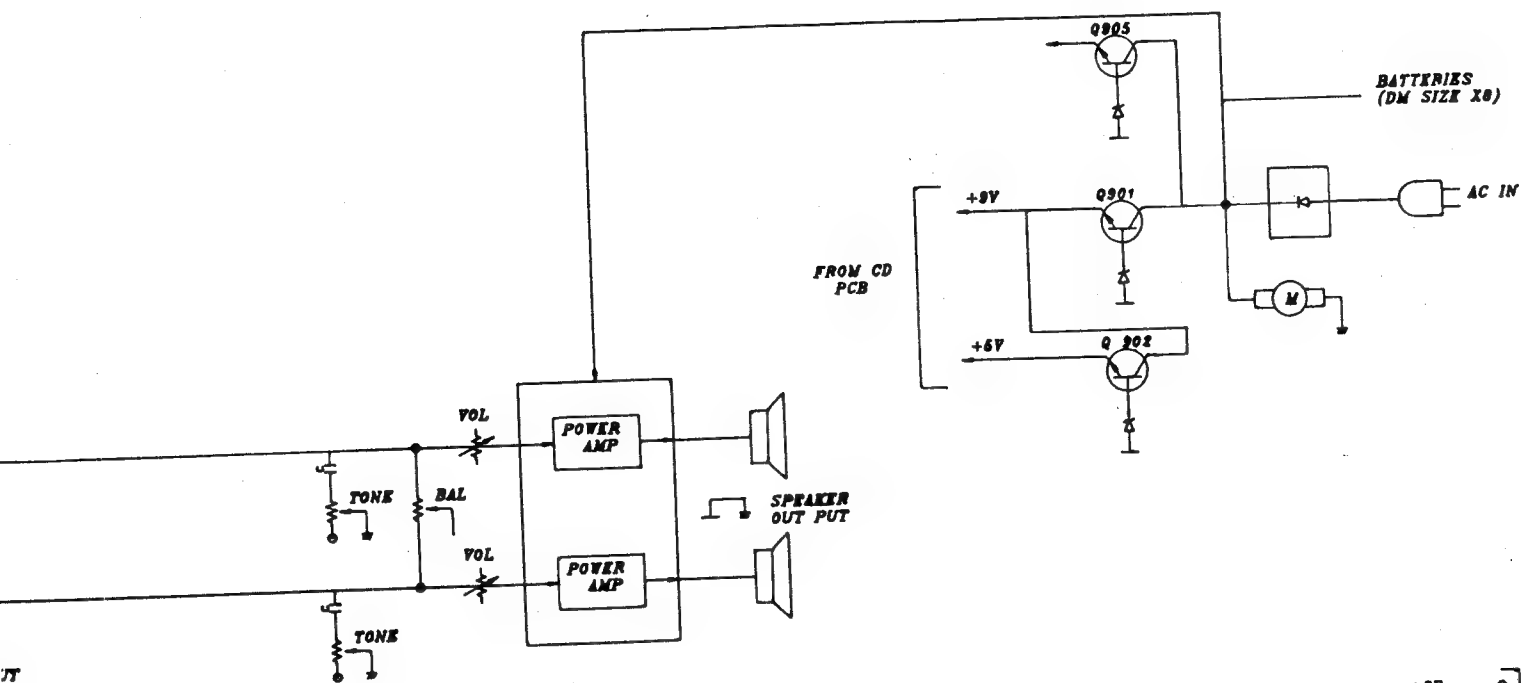 Q905
BATTERIES
(DM SIZE X8)
+9V
Q901
AC IN
FROM CD
PCB
M
+5V
Q 902
VOL
POWER
AMP
TONE
BAL
SPEAKER
OUT PUT
VOL
POWER
AMP
TONE